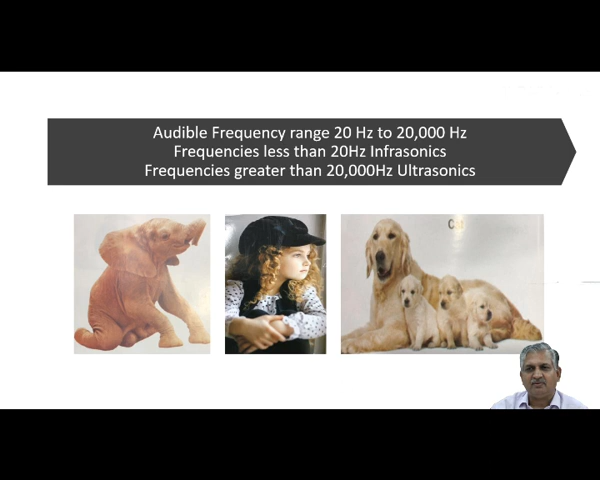 Audible Frequency range 20 Hz to 20,000 Hz
Frequencies less than 20Hz Infrasonics
Frequencies greater than 20,000Hz Ultrasonics